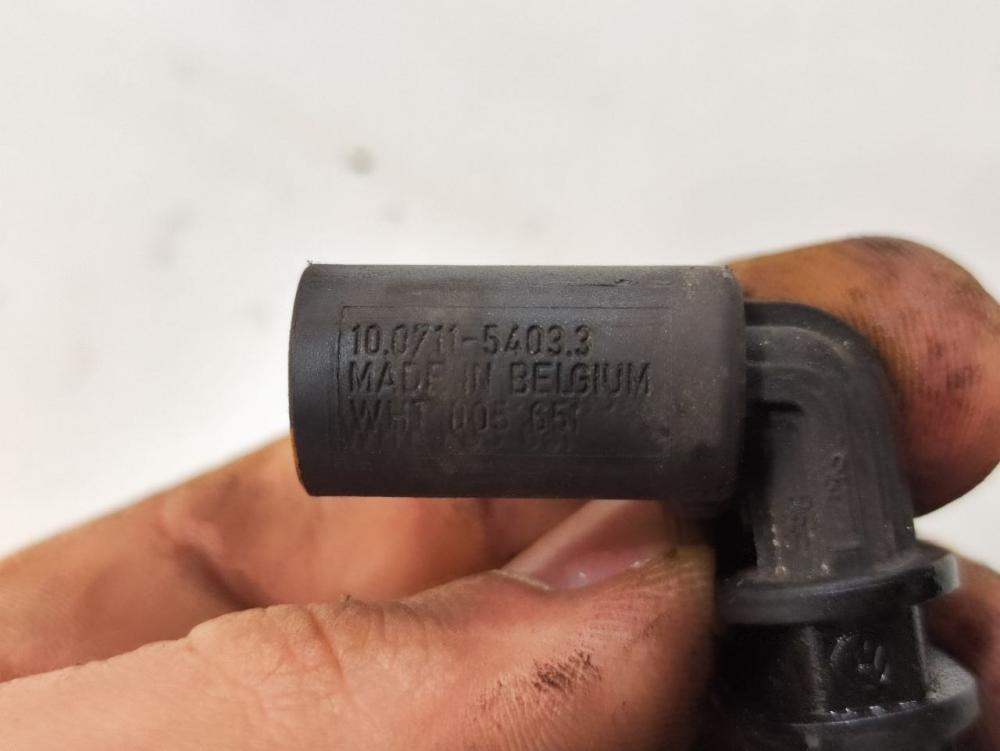 10.0711-5403.3
MADE IN BELGIUM
WHT 005 651